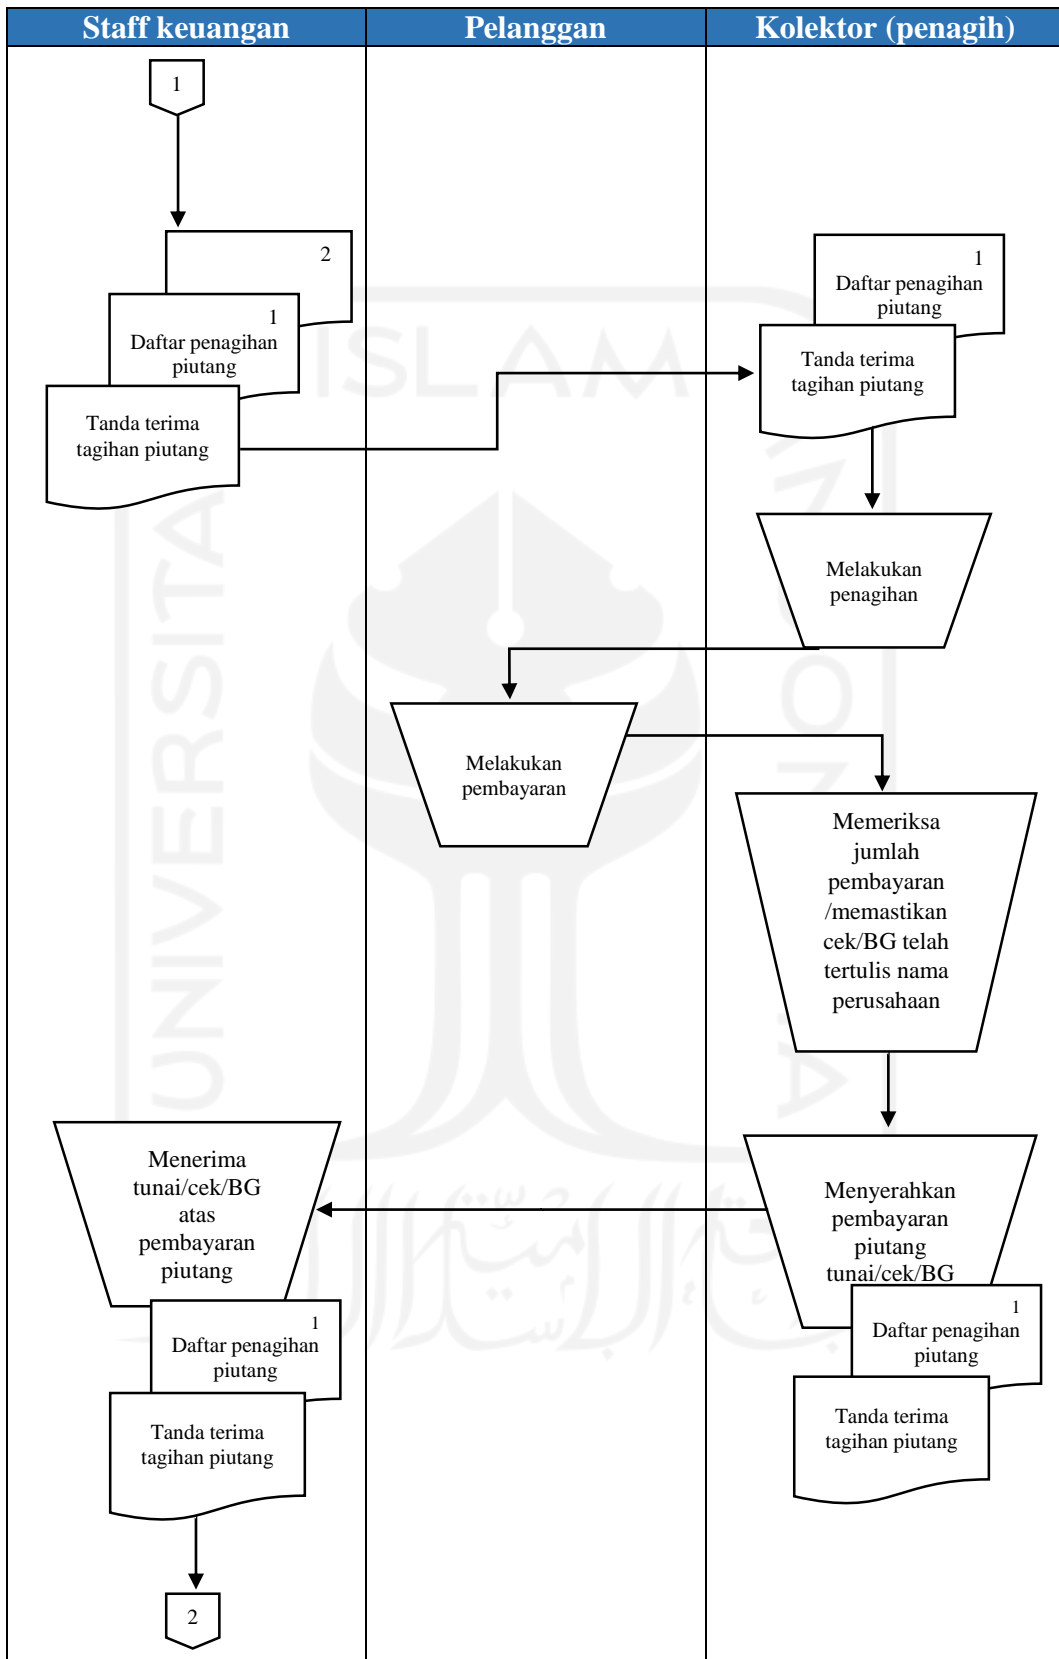 Staff keuangan
Pelanggan
Kolektor (penagih)
1
2
1
Daftar penagihan
piutang
Tanda terima
tagihan piutang
1
Daftar penagihan
piutang
Tanda terima
tagihan piutang
Melakukan
penagihan
Melakukan
pembayaran
Memeriksa
jumlah
pembayaran
/memastikan
cek/BG telah
tertulis nama
perusahaan
Menyerahkan
pembayaran
piutang
tunai/cek/BG
1
Daftar penagihan
piutang
Tanda terima
tagihan piutang
Menerima
tunai/cek/BG
atas
pembayaran
piutang
1
Daftar penagihan
piutang
Tanda terima
tagihan piutang
2
ISLAM